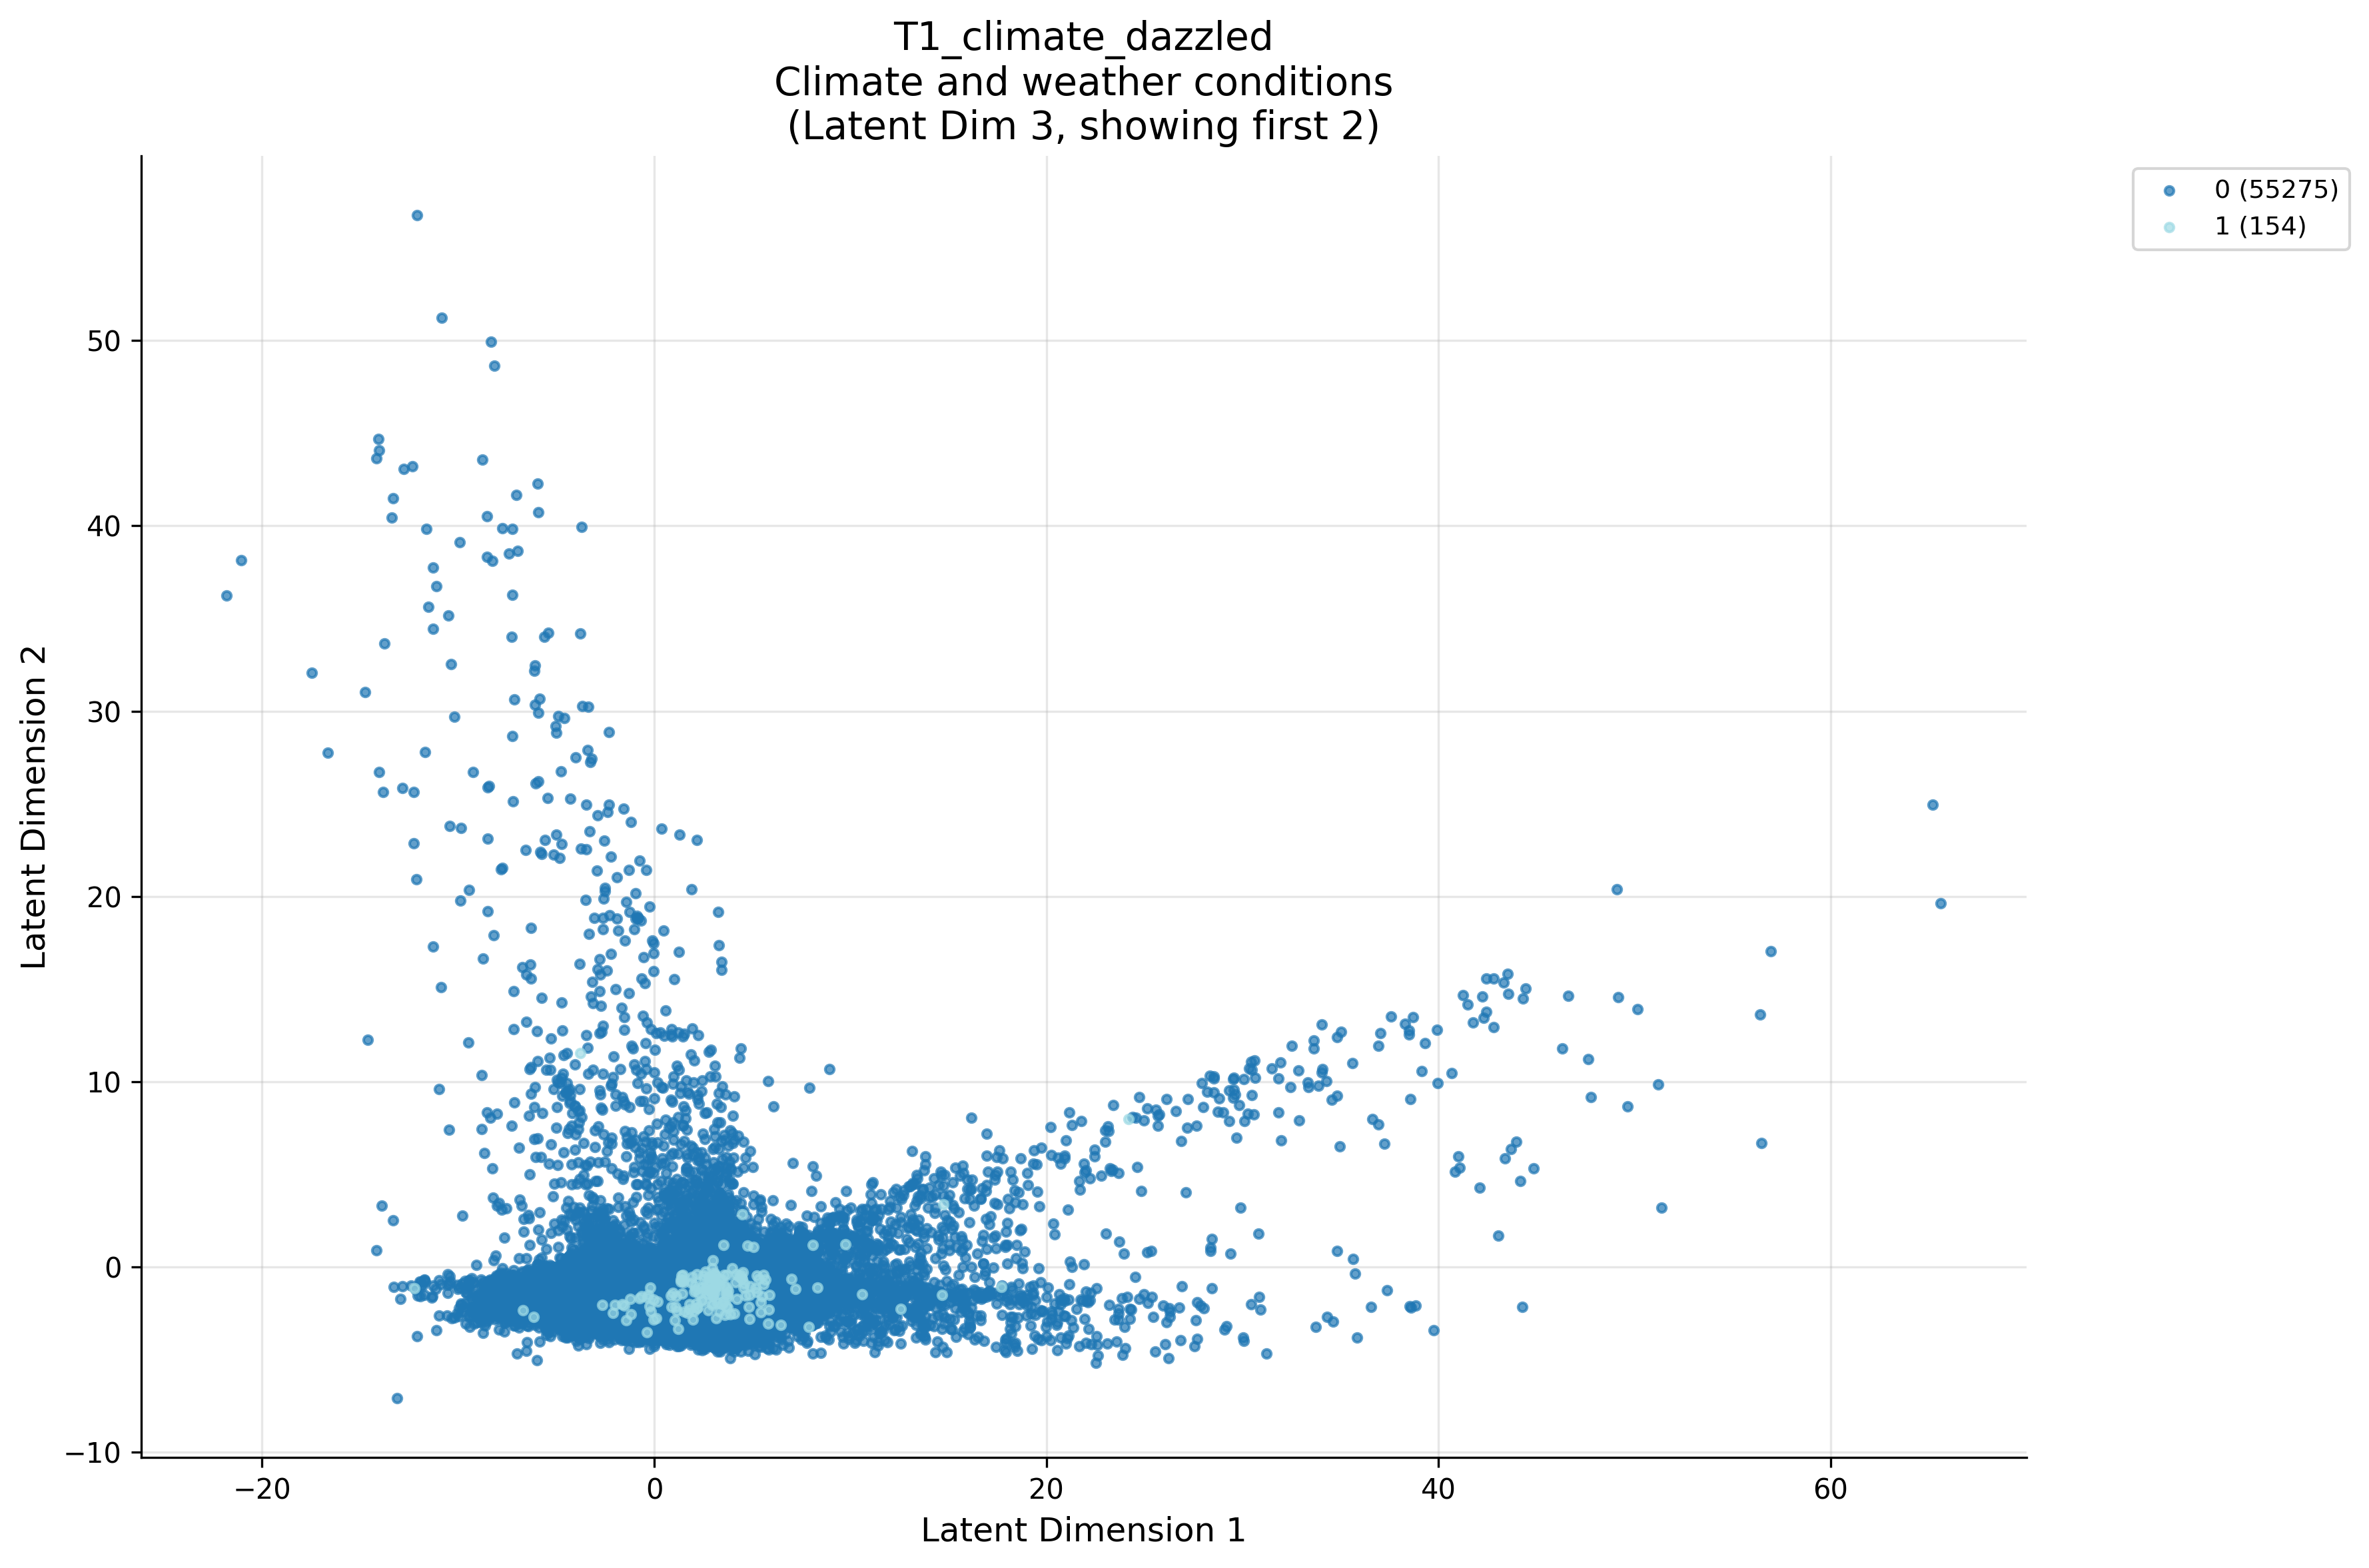 T1_climate_dazzled
Climate and weather conditions
(Latent Dim 3, showing first 2)
0 (55275)
1 (154)
Latent Dimension 2
50
40
30
20
10
0
−10
−20
0
20
40
60
Latent Dimension 1